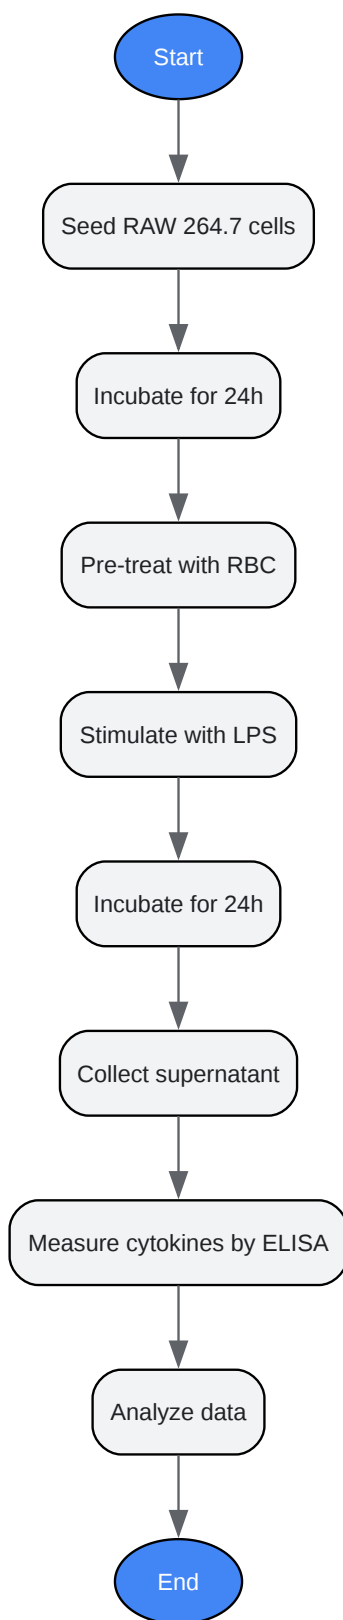 Start
Seed RAW 264.7 cells
Incubate for 24h
Pre-treat with RBC
Stimulate with LPS
Incubate for 24h
Collect supernatant
Measure cytokines by ELISA
Analyze data
End